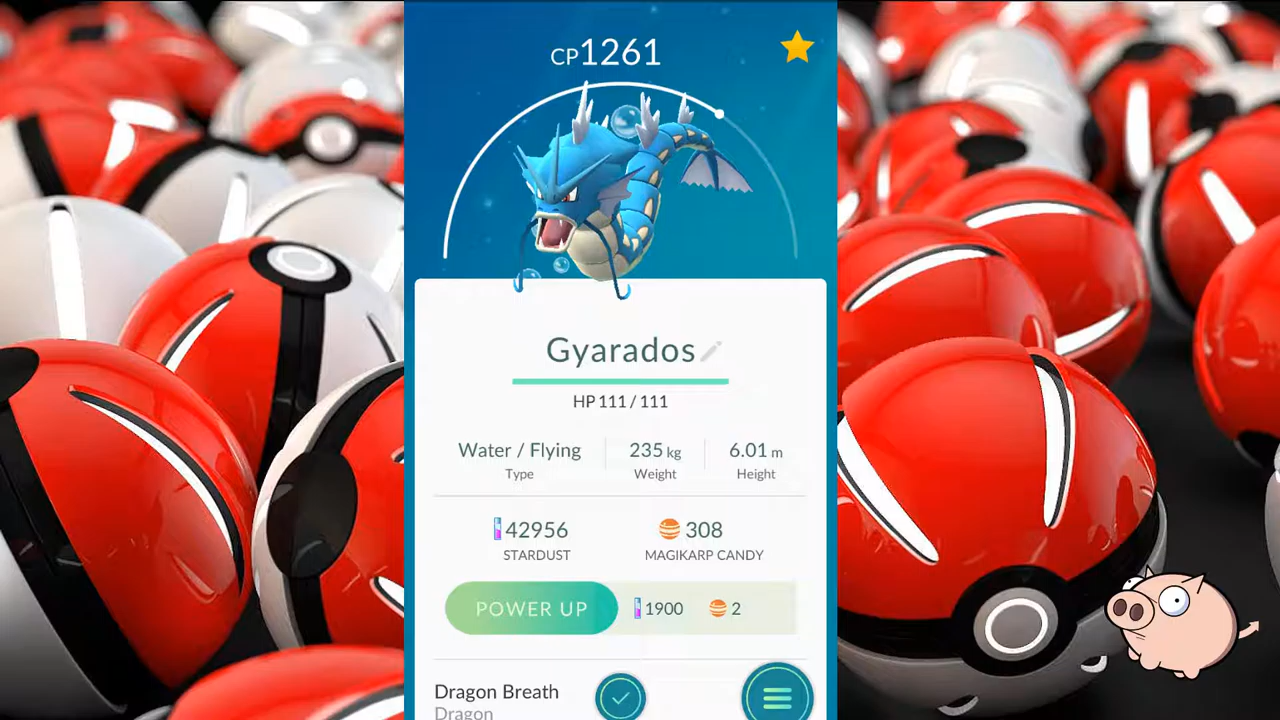 CP1261
Gyarados
HP 111 / 111
Water / Flying
Type
235 kg
Weight
6.01 m
Height
42956
STARDUST
308
MAGIKARP CANDY
POWER UP
1900
2
Dragon Breath
Dragon